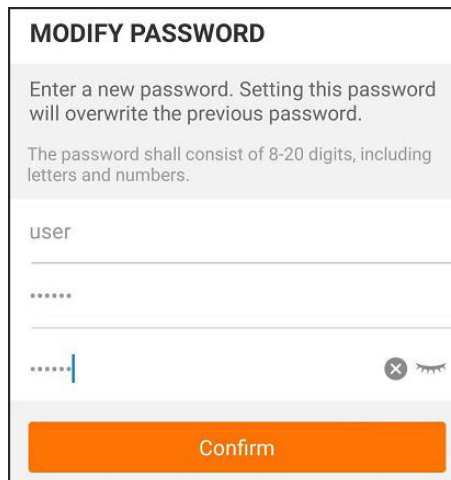 MODIFY PASSWORD
Enter a new password. Setting this password
will overwrite the previous password.
The password shall consist of 8-20 digits, including
letters and numbers.
user
••••••
••••••
Confirm